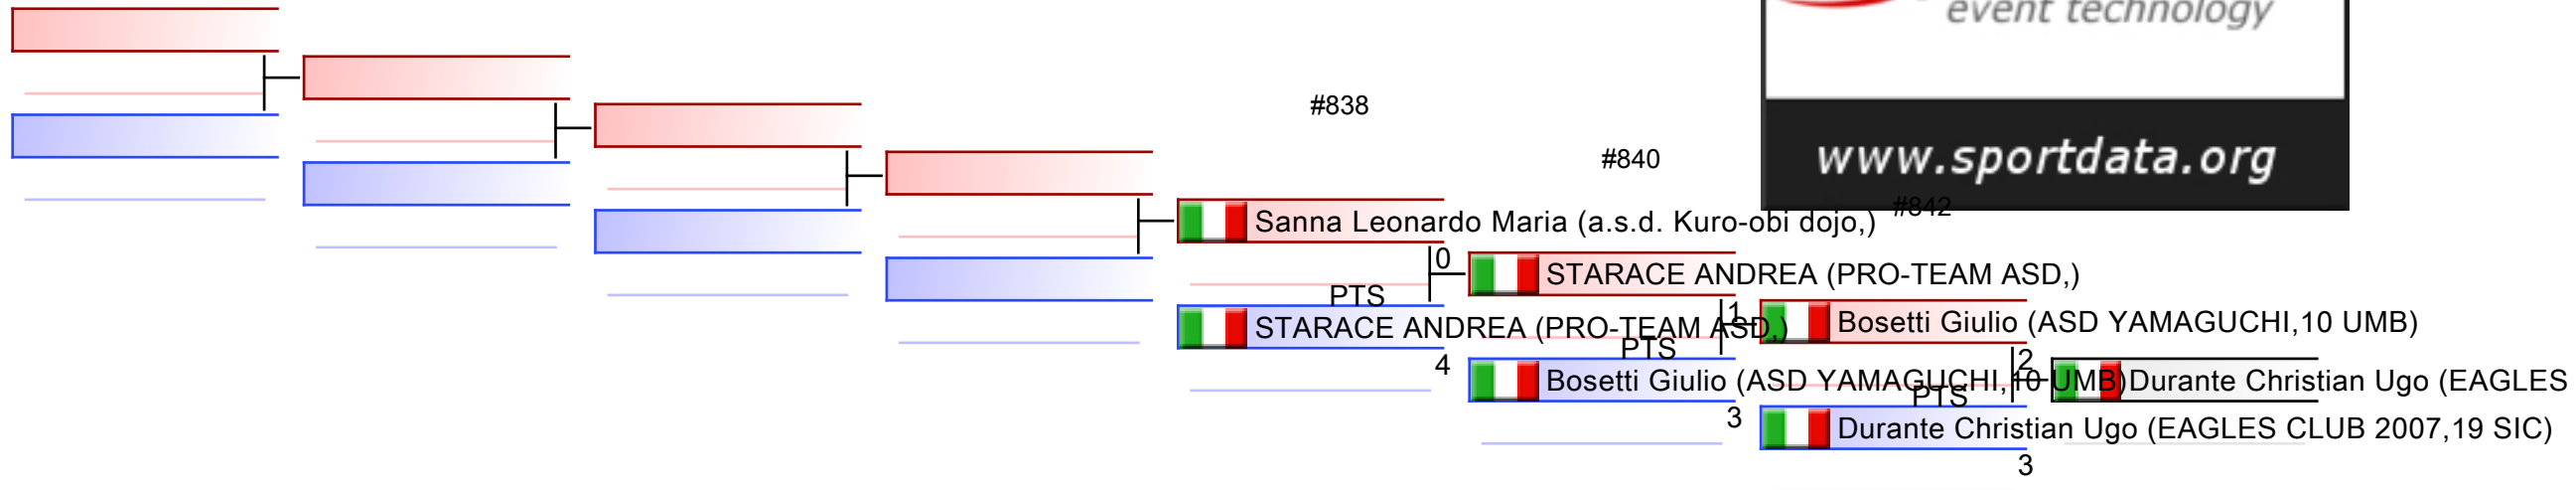 event technology
www.sportdata.org
#838
#840
#842
Sanna Leonardo Maria (a.s.d. Kuro-obi dojo,)
0
STARACE ANDREA (PRO-TEAM ASD,)
PTS
1
STARACE ANDREA (PRO-TEAM ASD,)
Bosetti Giulio (ASD YAMAGUCHI,10 UMB)
PTS
4
2
Bosetti Giulio (ASD YAMAGUCHI,10 UMB)
Durante Christian Ugo (EAGLES
PTS
3
Durante Christian Ugo (EAGLES CLUB 2007,19 SIC)
3